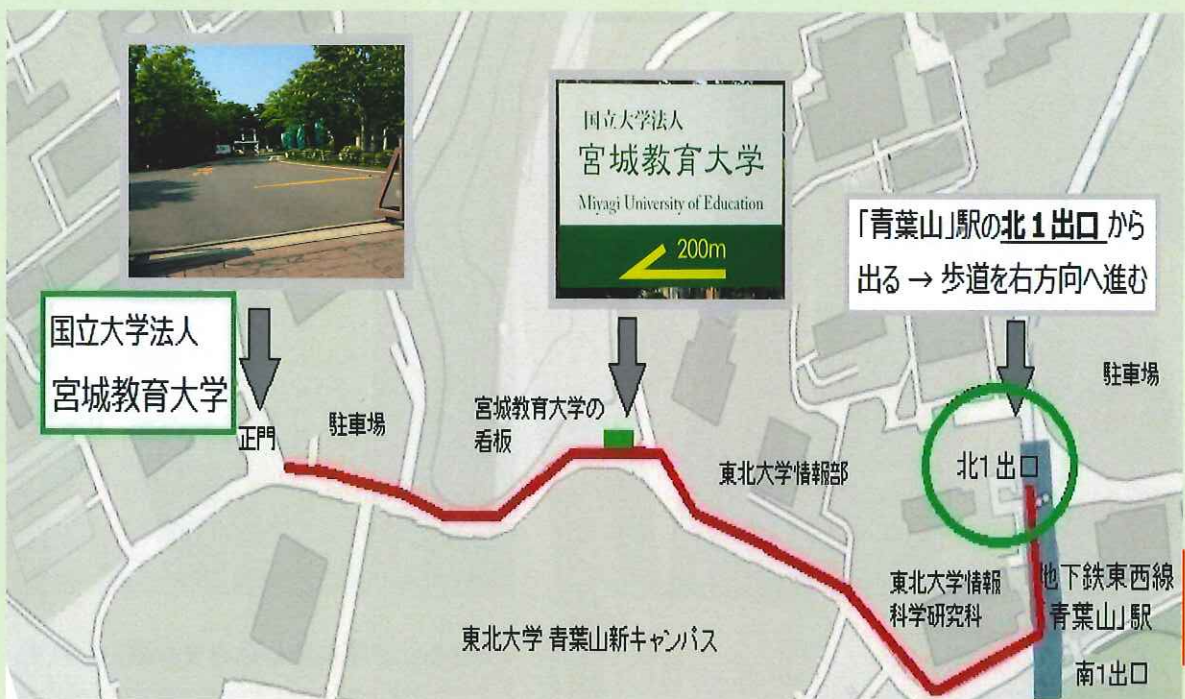 国立大学法人
宮城教育大学
Miyagi University of Education
200m
「青葉山」駅の北1出口から
出る → 歩道を右方向へ進む
国立大学法人
宮城教育大学
正門
駐車場
宮城教育大学の
看板
東北大学情報部
駐車場
北1出口
東北大学情報
科学研究科
地下鉄東西線
「青葉山」駅
東北大学 青葉山新キャンパス
南1出口